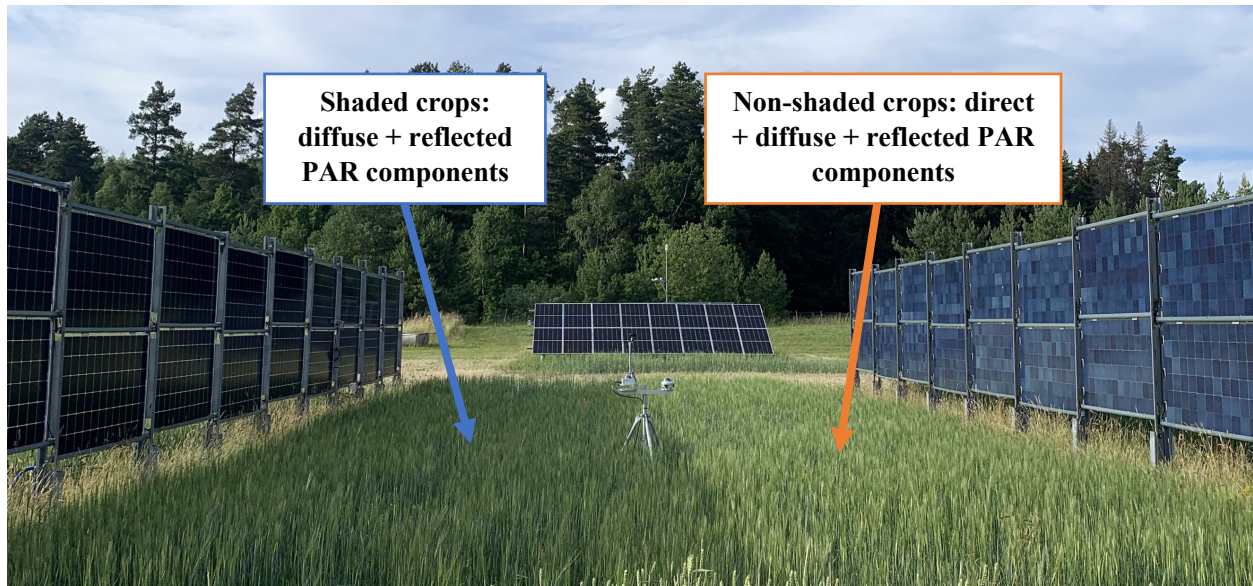 Shaded crops:
diffuse + reflected
PAR components
Non-shaded crops: direct
+ diffuse + reflected PAR
components